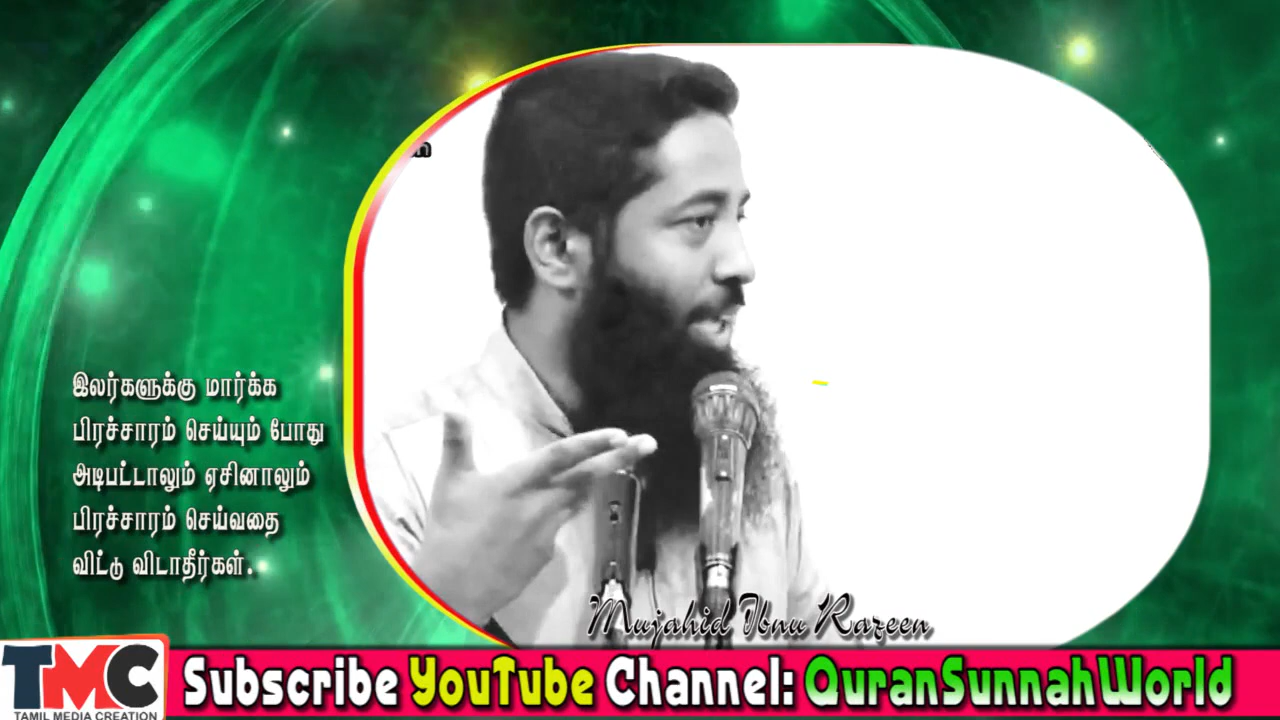 இலர்களுக்கு மார்க்க
பிரச்சாரம் செய்யும் போது
அடிபட்டாலும் ஏசினாலும்
பிரச்சாரம் செய்வதை
விட்டு விடாதீர்கள்.
Mujahid Ibnu Razeen
TMC
TAMIL MEDIA CREATION
Subscribe YouTube Channel: QuranSunnahWorld